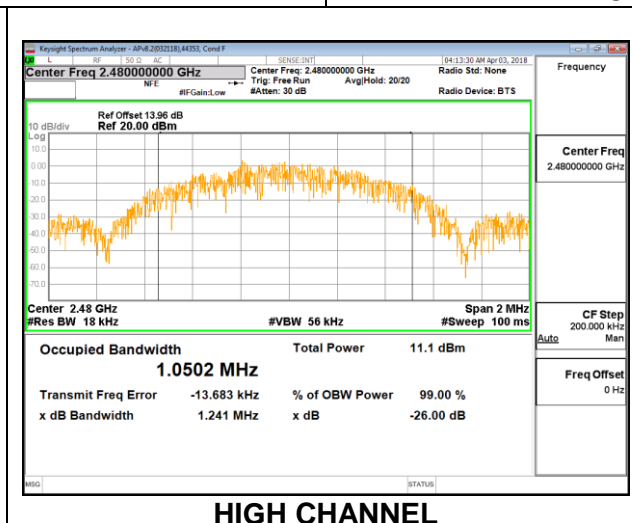 Keysight Spectrum Analyzer - APv8.2(032118),44353, Cond F
L RF 50 Ω AC SENSE:INT 04:13:30 AM Apr 03, 2018
Center Freq 2.480000000 GHz Center Freq: 2.480000000 GHz Radio Std: None Frequency
NFE Trig: Free Run Avg|Hold: 20/20
#IFGain:Low #Atten: 30 dB Radio Device: BTS
Ref Offset 13.96 dB
10 dB/div Ref 20.00 dBm
Log
10.0
0.00
-10.0
-20.0
-30.0
-40.0
-50.0
-60.0
-70.0
Center Freq
2.480000000 GHz
Center 2.48 GHz Span 2 MHz
#Res BW 18 kHz #VBW 56 kHz #Sweep 100 ms
CF Step
200.000 kHz
Auto Man
Occupied Bandwidth Total Power 11.1 dBm
1.0502 MHz
Freq Offset
0 Hz
Transmit Freq Error -13.683 kHz % of OBW Power 99.00 %
x dB Bandwidth 1.241 MHz x dB -26.00 dB
MSG STATUS
HIGH CHANNEL